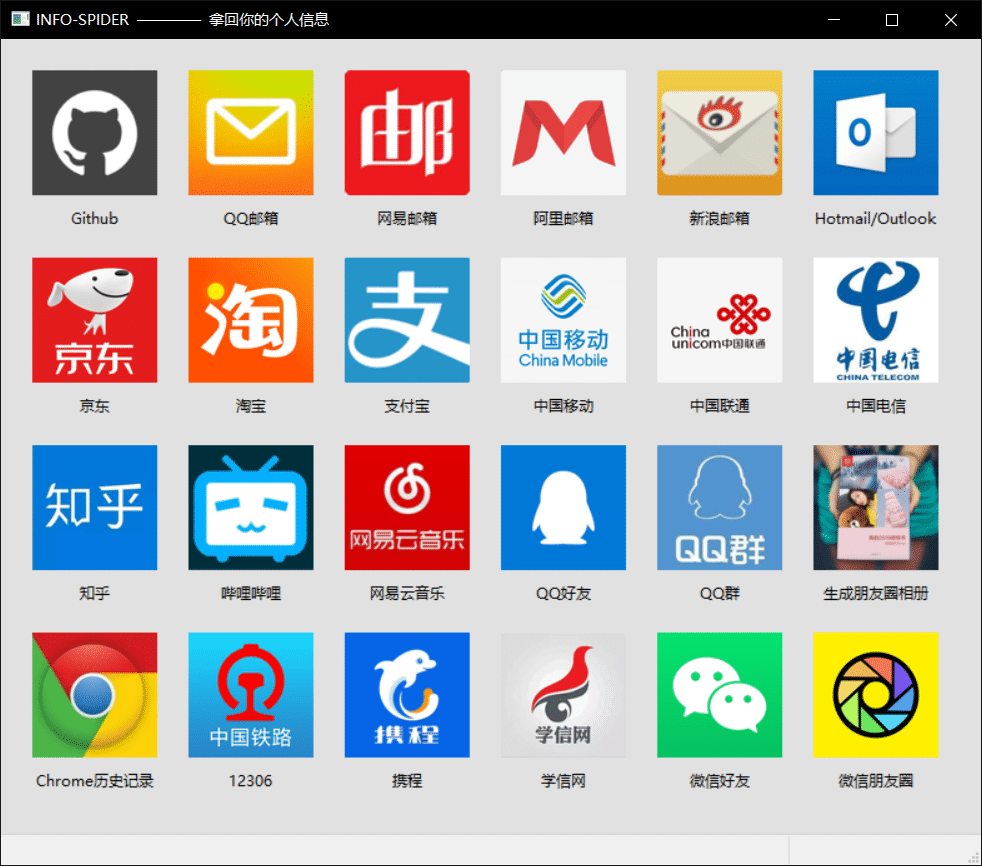 INFO-SPIDER ———— 拿回你的个人信息
邮
O
Github
QQ邮箱
网易邮箱
阿里邮箱
新浪邮箱
Hotmail/Outlook
京东
淘
支
中国移动
China Mobile
China
unicom中国联通
中国电信
CHINA TELECOM
京东
淘宝
支付宝
中国移动
中国联通
中国电信
知乎
网易云音乐
QQ群
知乎
哔哩哔哩
网易云音乐
QQ好友
QQ群
生成朋友圈相册
中国铁路
携程
学信网
Chrome历史记录
12306
携程
学信网
微信好友
微信朋友圈